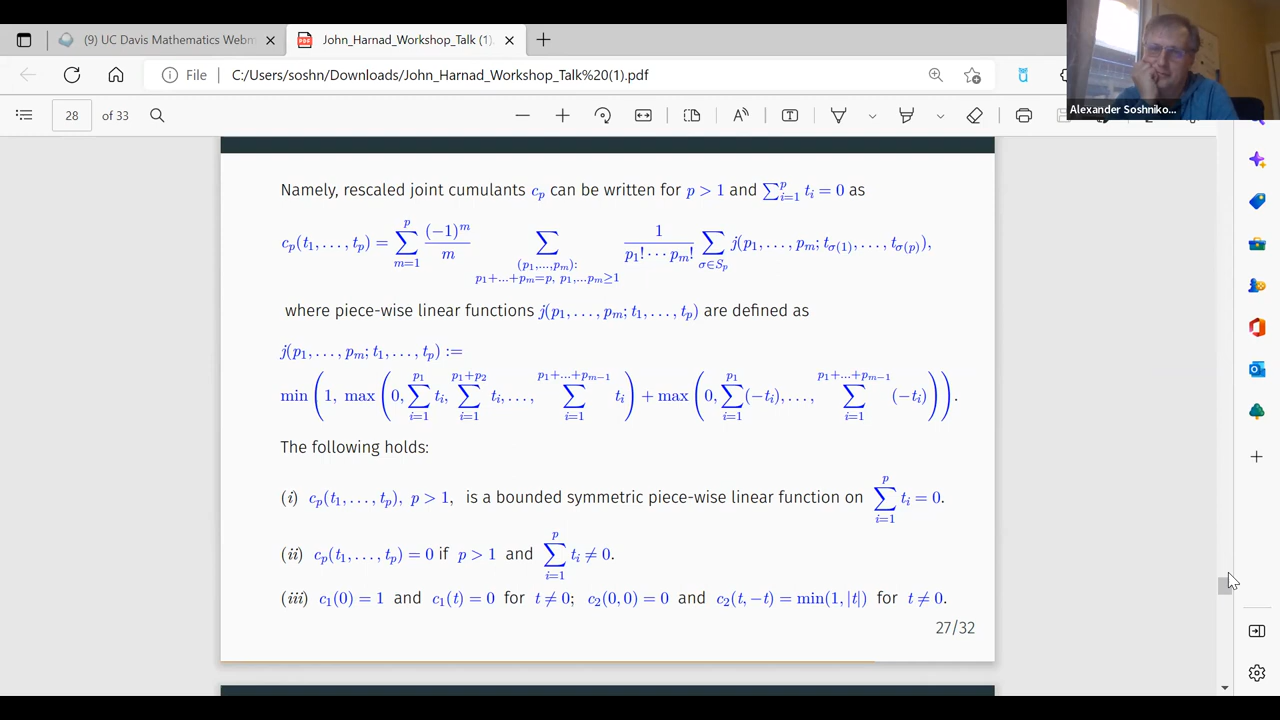 (9) UC Davis Mathematics Webm
John_Harnad_Workshop_Talk (1).
File C:/Users/soshn/Downloads/John_Harnad_Workshop_Talk%20(1).pdf
Alexander Soshniko...
28 of 33
Namely, rescaled joint cumulants c_p can be written for p > 1 and ∑_{i=1}^{p} t_i = 0 as
c_p(t_1, …, t_p) = ∑_{m=1}^{p} \frac{(-1)^m}{m} ∑_{(p_1,…,p_m): p_1+…+p_m=p, p_1,…p_m≥1} \frac{1}{p_1! ⋯ p_m!} ∑_{σ∈S_p} j(p_1, …, p_m; t_{σ(1)}, …, t_{σ(p)}),
where piece-wise linear functions j(p_1, …, p_m; t_1, …, t_p) are defined as
j(p_1, …, p_m; t_1, …, t_p) :=
min (1, max (0, ∑_{i=1}^{p_1} t_i, ∑_{i=1}^{p_1+p_2} t_i, …, ∑_{i=1}^{p_1+…+p_{m-1}} t_i) + max (0, ∑_{i=1}^{p_1} (-t_i), …, ∑_{i=1}^{p_1+…+p_{m-1}} (-t_i))).
The following holds:
(i) c_p(t_1, …, t_p), p > 1, is a bounded symmetric piece-wise linear function on ∑_{i=1}^{p} t_i = 0.
(ii) c_p(t_1, …, t_p) = 0 if p > 1 and ∑_{i=1}^{p} t_i ≠ 0.
(iii) c_1(0) = 1 and c_1(t) = 0 for t ≠ 0; c_2(0, 0) = 0 and c_2(t, -t) = min(1, |t|) for t ≠ 0.
27/32